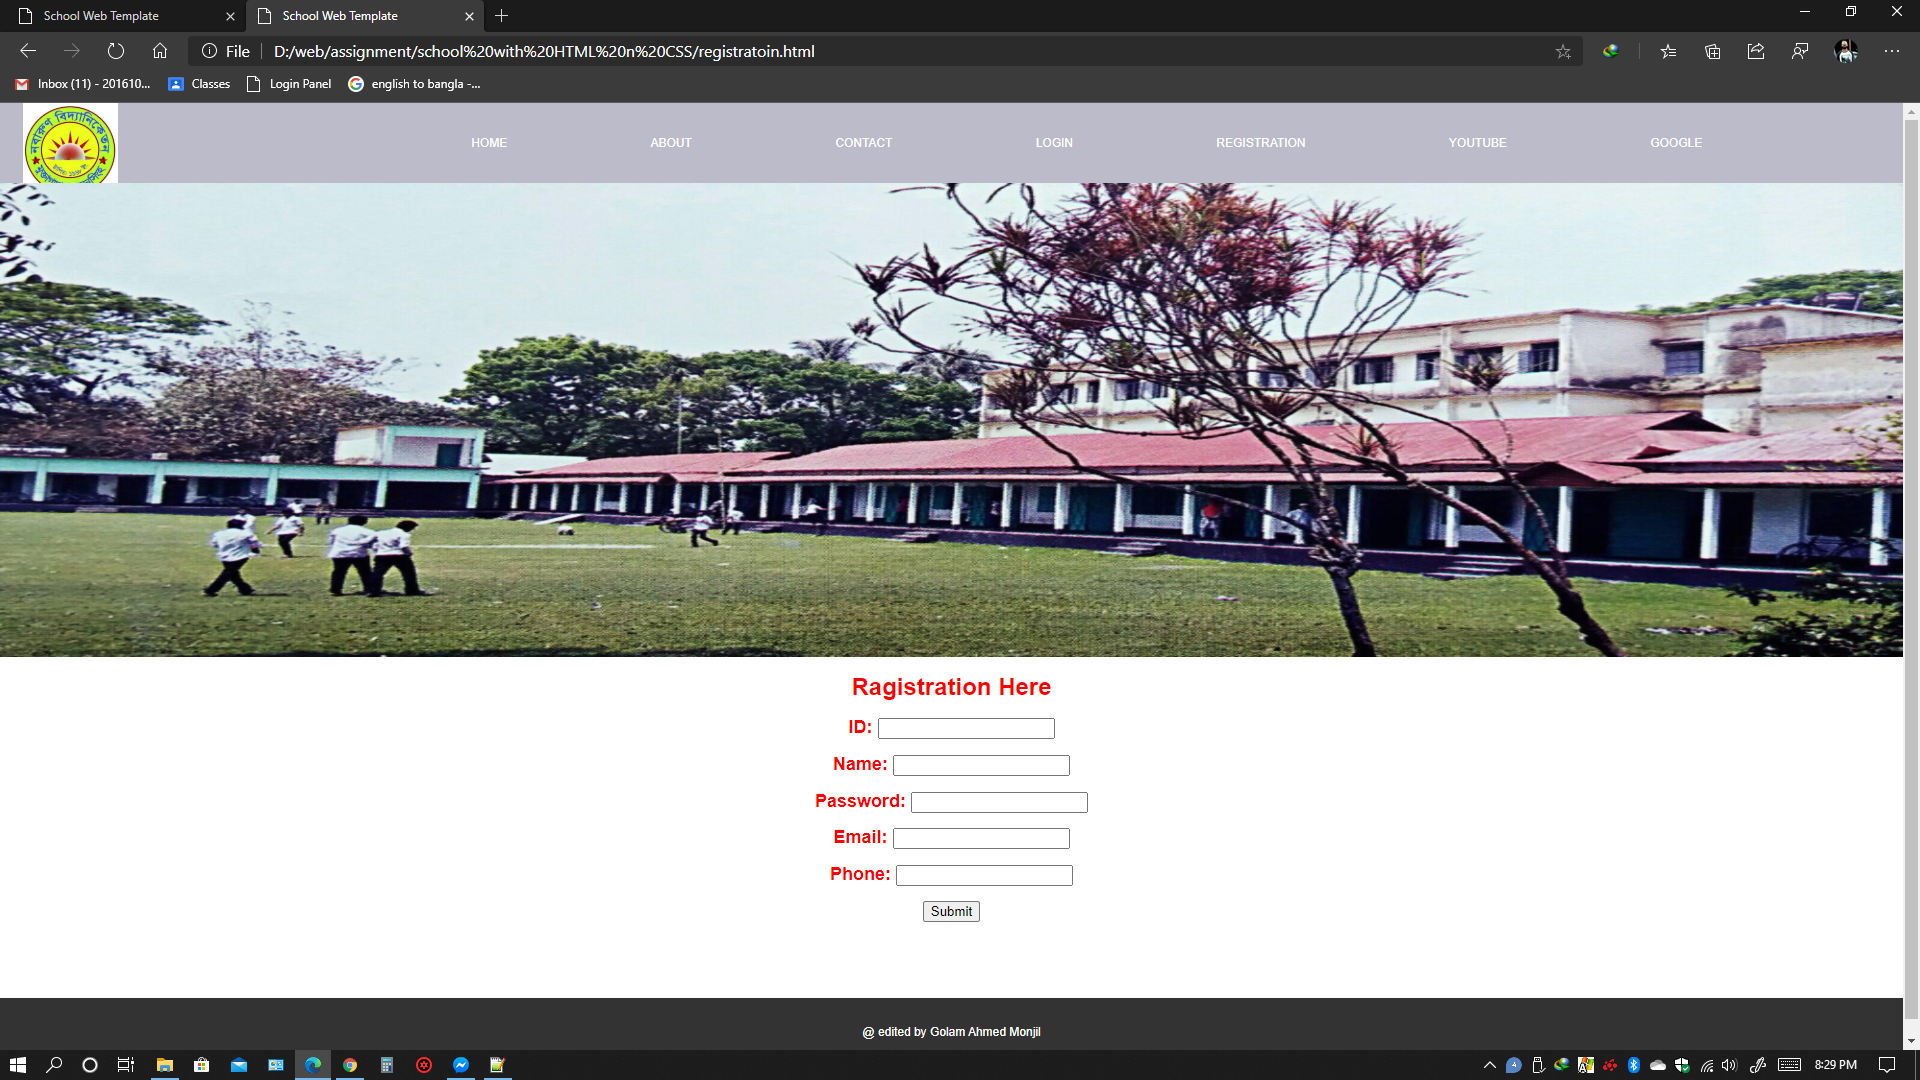 School Web Template
School Web Template
File
D:/web/assignment/school%20with%20HTML%20n%20CSS/registratoin.html
Inbox (11) - 201610...
Classes
Login Panel
english to bangla -...
নবারুণ বিদ্যানিকেতন
HOME
ABOUT
CONTACT
LOGIN
REGISTRATION
YOUTUBE
GOOGLE
Ragistration Here
ID:
Name:
Password:
Email:
Phone:
Submit
@ edited by Golam Ahmed Monjil
8:29 PM